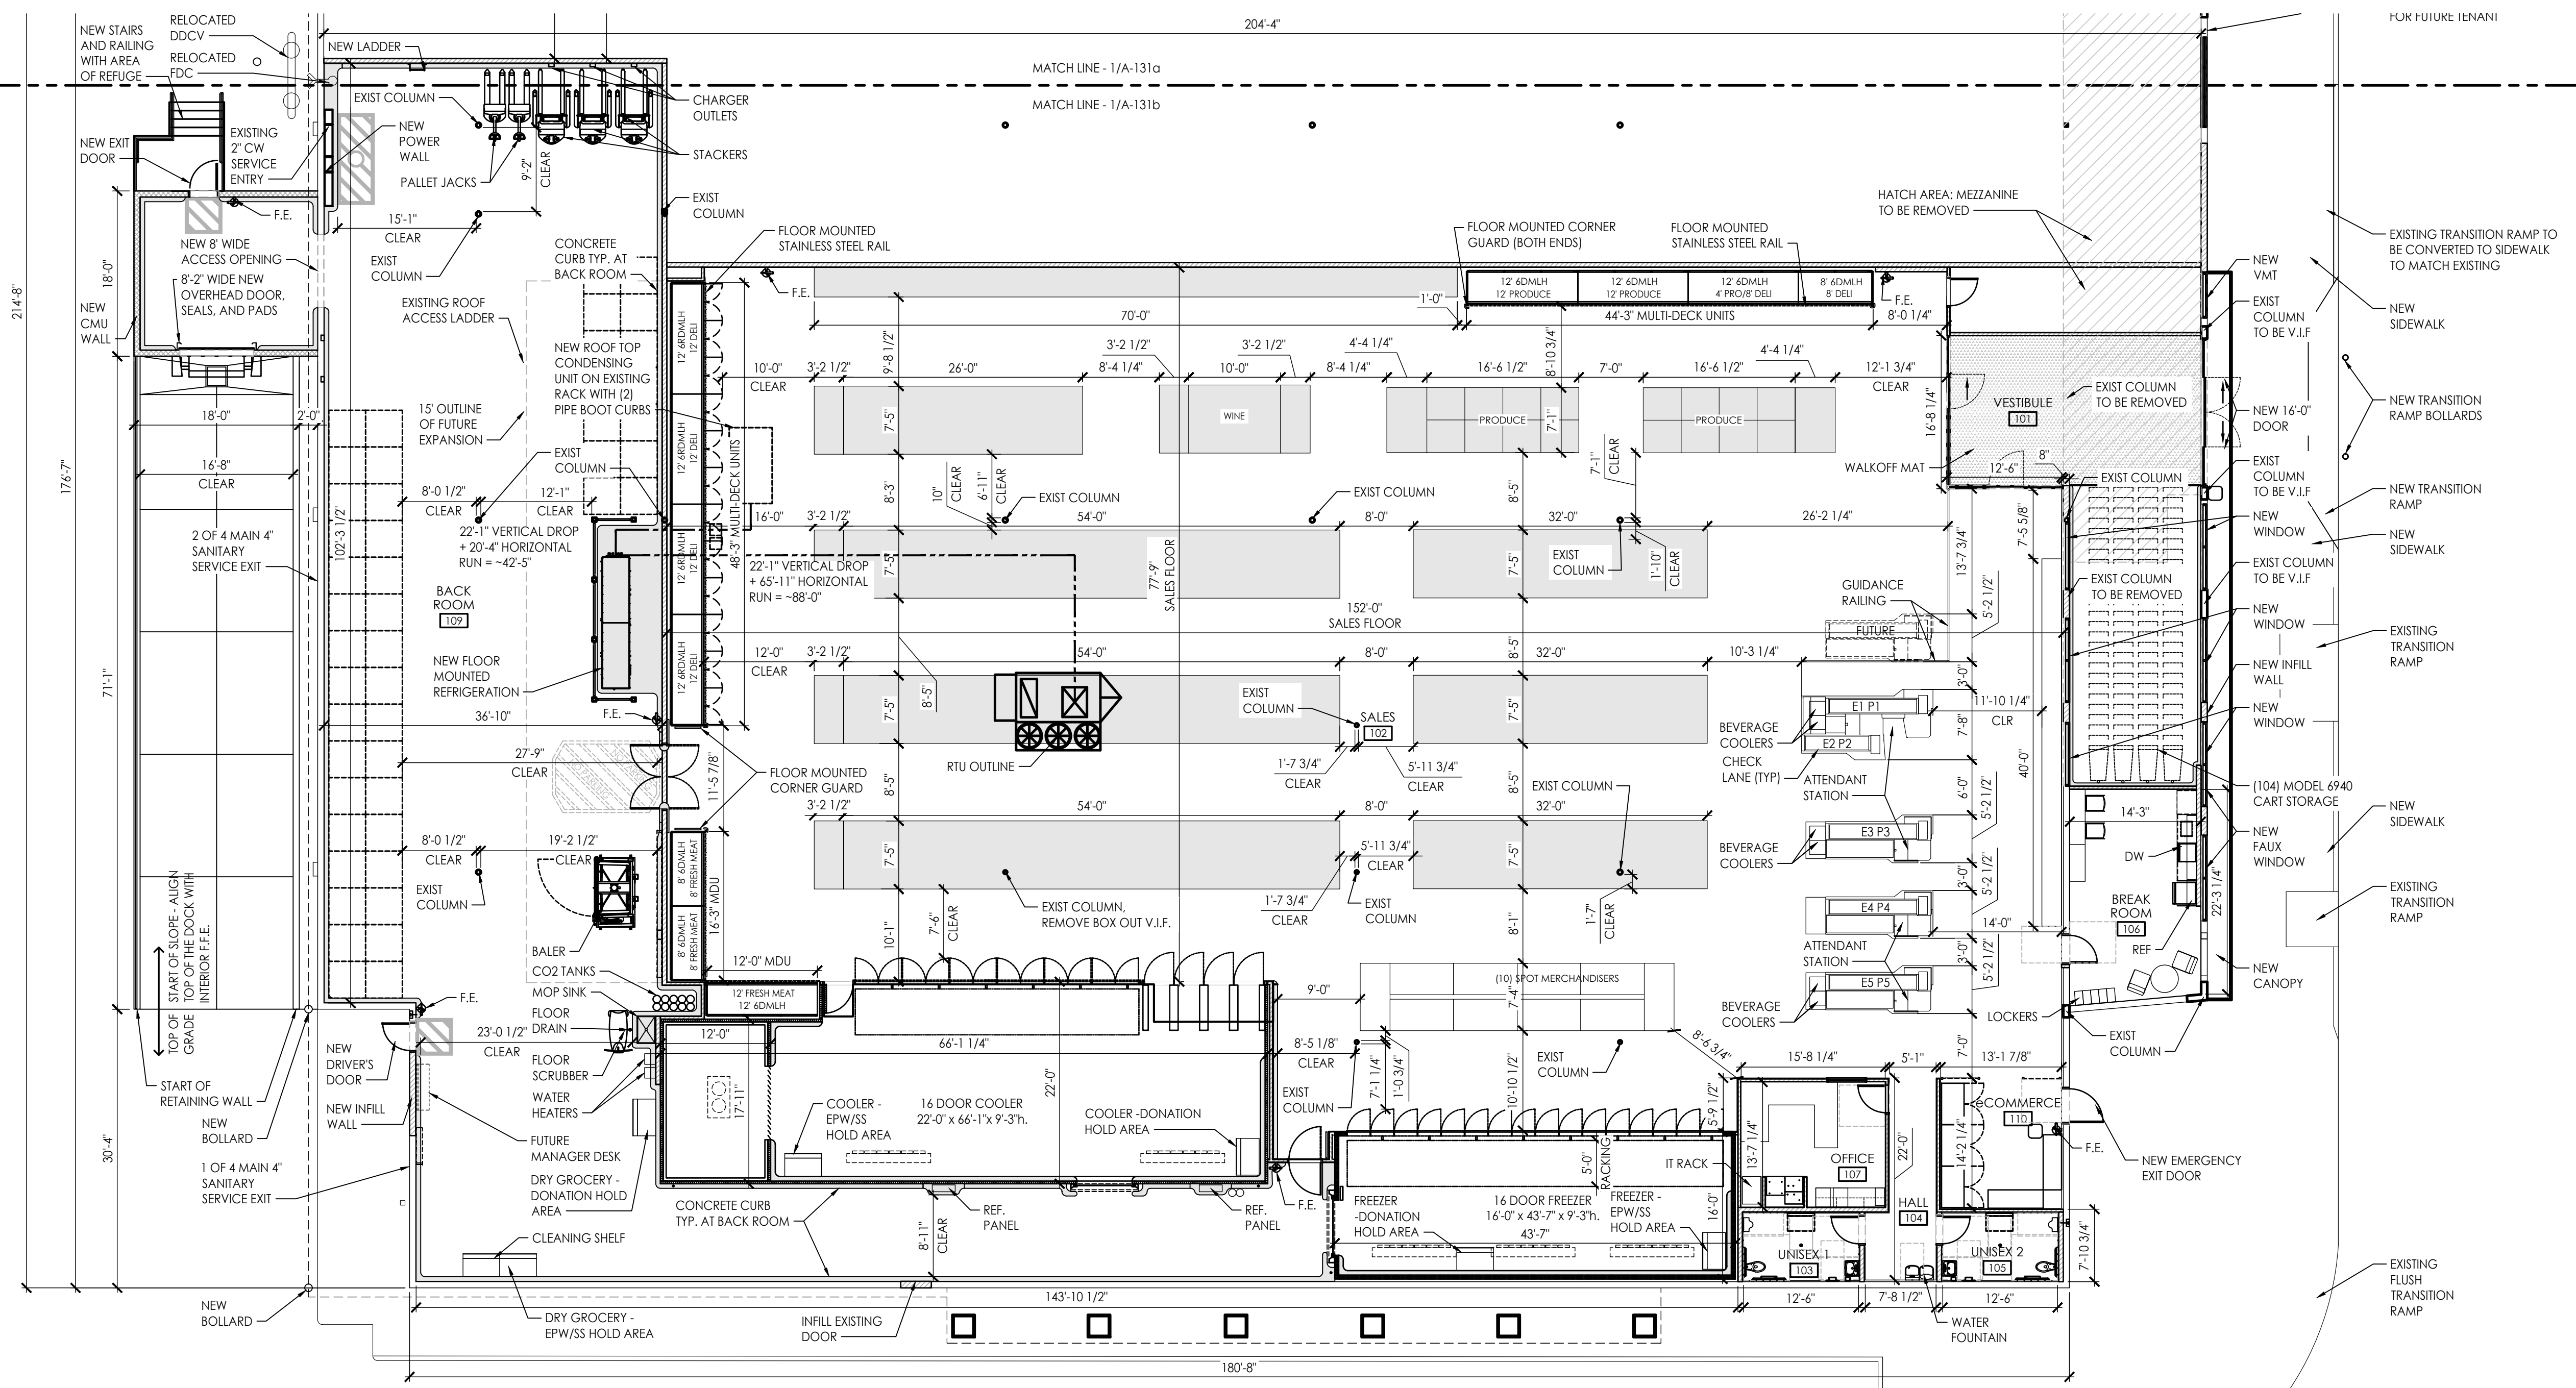 NEW STAIRS
AND RAILING
WITH AREA
OF REFUGE
RELOCATED
DDCV
RELOCATED
FDC
NEW LADDER
204'-4"
FOR FUTURE TENANT
MATCH LINE - 1/A-131a
MATCH LINE - 1/A-131b
EXIST COLUMN
CHARGER
OUTLETS
STACKERS
NEW EXIT
DOOR
EXISTING
2" CW
SERVICE
ENTRY
NEW
POWER
WALL
PALLET JACKS
9'-2"
CLEAR
F.E.
15'-1"
CLEAR
EXIST
COLUMN
EXIST
COLUMN
HATCH AREA: MEZZANINE
TO BE REMOVED
NEW 8' WIDE
ACCESS OPENING
8'-2" WIDE NEW
OVERHEAD DOOR,
SEALS, AND PADS
CONCRETE
CURB TYP. AT
BACK ROOM
FLOOR MOUNTED
STAINLESS STEEL RAIL
FLOOR MOUNTED CORNER
GUARD (BOTH ENDS)
FLOOR MOUNTED
STAINLESS STEEL RAIL
EXISTING TRANSITION RAMP TO
BE CONVERTED TO SIDEWALK
TO MATCH EXISTING
NEW
VMT
EXIST
COLUMN
TO BE V.I.F
NEW
SIDEWALK
214'-8"
176'-7"
18'-0"
NEW
CMU
WALL
EXISTING ROOF
ACCESS LADDER
NEW ROOF TOP
CONDENSING
UNIT ON EXISTING
RACK WITH (2)
PIPE BOOT CURBS
F.E.
12' 6DMLH
12' PRODUCE
12' 6DMLH
12' PRODUCE
12' 6DMLH
4' PRO/8' DELI
8' 6DMLH
8' DELI
F.E.
1'-0"
70'-0"
44'-3" MULTI-DECK UNITS
8'-0 1/4"
9'-8 1/2"
8'-10 3/4"
3'-2 1/2"
3'-2 1/2"
4'-4 1/4"
4'-4 1/4"
10'-0"
CLEAR
3'-2 1/2"
26'-0"
8'-4 1/4"
10'-0"
8'-4 1/4"
16'-6 1/2"
7'-0"
16'-6 1/2"
12'-1 3/4"
CLEAR
12' 6RDMLH
12' DELI
12' 6RDMLH
12' DELI
12' 6RDMLH
12' DELI
12' 6RDMLH
12' DELI
48'-3" MULTI-DECK UNITS
7'-5"
WINE
PRODUCE
7'-1"
PRODUCE
16'-8 1/4"
VESTIBULE
101
EXIST COLUMN
TO BE REMOVED
NEW 16'-0"
DOOR
NEW TRANSITION
RAMP BOLLARDS
WALKOFF MAT
12'-6"
8"
EXIST
COLUMN
TO BE V.I.F
NEW TRANSITION
RAMP
18'-0"
2'-0"
16'-8"
CLEAR
15' OUTLINE
OF FUTURE
EXPANSION
EXIST
COLUMN
8'-0 1/2"
CLEAR
12'-1"
CLEAR
8'-3"
10"
CLEAR
6'-11"
CLEAR
EXIST COLUMN
EXIST COLUMN
8'-5"
7'-1"
CLEAR
EXIST COLUMN
NEW
WINDOW
NEW
SIDEWALK
2 OF 4 MAIN 4"
SANITARY
SERVICE EXIT
102'-3 1/2"
22'-1" VERTICAL DROP
+ 20'-4" HORIZONTAL
RUN = ~42'-5"
16'-0"
3'-2 1/2"
54'-0"
8'-0"
32'-0"
26'-2 1/4"
13'-7 3/4"
7'-5 5/8"
22'-1" VERTICAL DROP
+ 65'-11" HORIZONTAL
RUN = ~88'-0"
7'-5"
77'-9"
SALES FLOOR
7'-5"
EXIST
COLUMN
1'-10"
CLEAR
EXIST COLUMN
TO BE V.I.F
EXIST COLUMN
TO BE REMOVED
GUIDANCE
RAILING
5'-2 1/2"
BACK
ROOM
109
152'-0"
SALES FLOOR
FUTURE
NEW
WINDOW
EXISTING
TRANSITION
RAMP
71'-1"
NEW FLOOR
MOUNTED
REFRIGERATION
12'-0"
CLEAR
3'-2 1/2"
54'-0"
8'-5"
8'-0"
32'-0"
10'-3 1/4"
3'-0"
NEW INFILL
WALL
8'-5"
7'-5"
EXIST
COLUMN
SALES
102
7'-5"
E1 P1
E2 P2
11'-10 1/4"
CLR
7'-8"
BEVERAGE
COOLERS
CHECK
LANE (TYP)
NEW
WINDOW
36'-10"
F.E.
27'-9"
CLEAR
11'-5 7/8"
FLOOR MOUNTED
CORNER GUARD
RTU OUTLINE
1'-7 3/4"
CLEAR
5'-11 3/4"
CLEAR
8'-5"
8'-5"
EXIST COLUMN
ATTENDANT
STATION
6'-0"
5'-2 1/2"
40'-0"
(104) MODEL 6940
CART STORAGE
3'-2 1/2"
54'-0"
8'-0"
32'-0"
14'-3"
NEW
SIDEWALK
NEW
FAUX
WINDOW
8'-0 1/2"
CLEAR
19'-2 1/2"
CLEAR
8' 6DMLH
8' FRESH MEAT
8' 6DMLH
8' FRESH MEAT
16'-3" MDU
7'-5"
5'-11 3/4"
CLEAR
7'-5"
BEVERAGE
COOLERS
E3 P3
5'-2 1/2"
3'-0"
DW
22'-3 1/4"
EXIST
COLUMN
EXIST COLUMN,
REMOVE BOX OUT V.I.F.
1'-7 3/4"
CLEAR
EXIST
COLUMN
1'-7"
CLEAR
E4 P4
14'-0"
BREAK
ROOM
106
REF
EXISTING
TRANSITION
RAMP
TOP OF START OF SLOPE - ALIGN
GRADE TOP OF THE DOCK WITH
INTERIOR F.F.E.
10'-1"
7'-6"
CLEAR
8'-1"
ATTENDANT
STATION
3'-0"
5'-2 1/2"
BALER
CO2 TANKS
MOP SINK
12'-0" MDU
12' FRESH MEAT
12' 6DMLH
(10) SPOT MERCHANDISERS
7'-4"
9'-0"
BEVERAGE
COOLERS
E5 P5
NEW
CANOPY
LOCKERS
F.E.
FLOOR
DRAIN
23'-0 1/2"
CLEAR
12'-0"
66'-1 1/4"
8'-5 1/8"
CLEAR
EXIST
COLUMN
8'-6 3/4"
7'-0"
EXIST
COLUMN
NEW
DRIVER'S
DOOR
START OF
RETAINING WALL
NEW
BOLLARD
NEW INFILL
WALL
FLOOR
SCRUBBER
WATER
HEATERS
17'-11"
22'-0"
COOLER -
EPW/SS
HOLD AREA
16 DOOR COOLER
22'-0" x 66'-1"x 9'-3"h.
COOLER -DONATION
HOLD AREA
EXIST
COLUMN
7'-1 1/4"
1'-0 3/4"
10'-10 1/2"
5'-9 1/2"
15'-8 1/4"
5'-1"
13'-1 7/8"
eCOMMERCE
110
F.E.
NEW EMERGENCY
EXIT DOOR
30'-4"
1 OF 4 MAIN 4"
SANITARY
SERVICE EXIT
FUTURE
MANAGER DESK
DRY GROCERY -
DONATION HOLD
AREA
CONCRETE CURB
TYP. AT BACK ROOM
REF.
PANEL
REF.
PANEL
F.E.
5'-0"
RACKING
FREEZER
-DONATION
HOLD AREA
16 DOOR FREEZER
16'-0" x 43'-7" x 9'-3"h.
43'-7"
FREEZER -
EPW/SS
HOLD AREA
16'-0"
IT RACK
13'-7 1/4"
OFFICE
107
22'-0"
14'-2 1/4"
HALL
104
CLEANING SHELF
8'-11"
CLEAR
UNISEX 1
103
UNISEX 2
105
7'-10 3/4"
EXISTING
FLUSH
TRANSITION
RAMP
NEW
BOLLARD
143'-10 1/2"
12'-6"
7'-8 1/2"
12'-6"
DRY GROCERY -
EPW/SS HOLD AREA
INFILL EXISTING
DOOR
WATER
FOUNTAIN
180'-8"